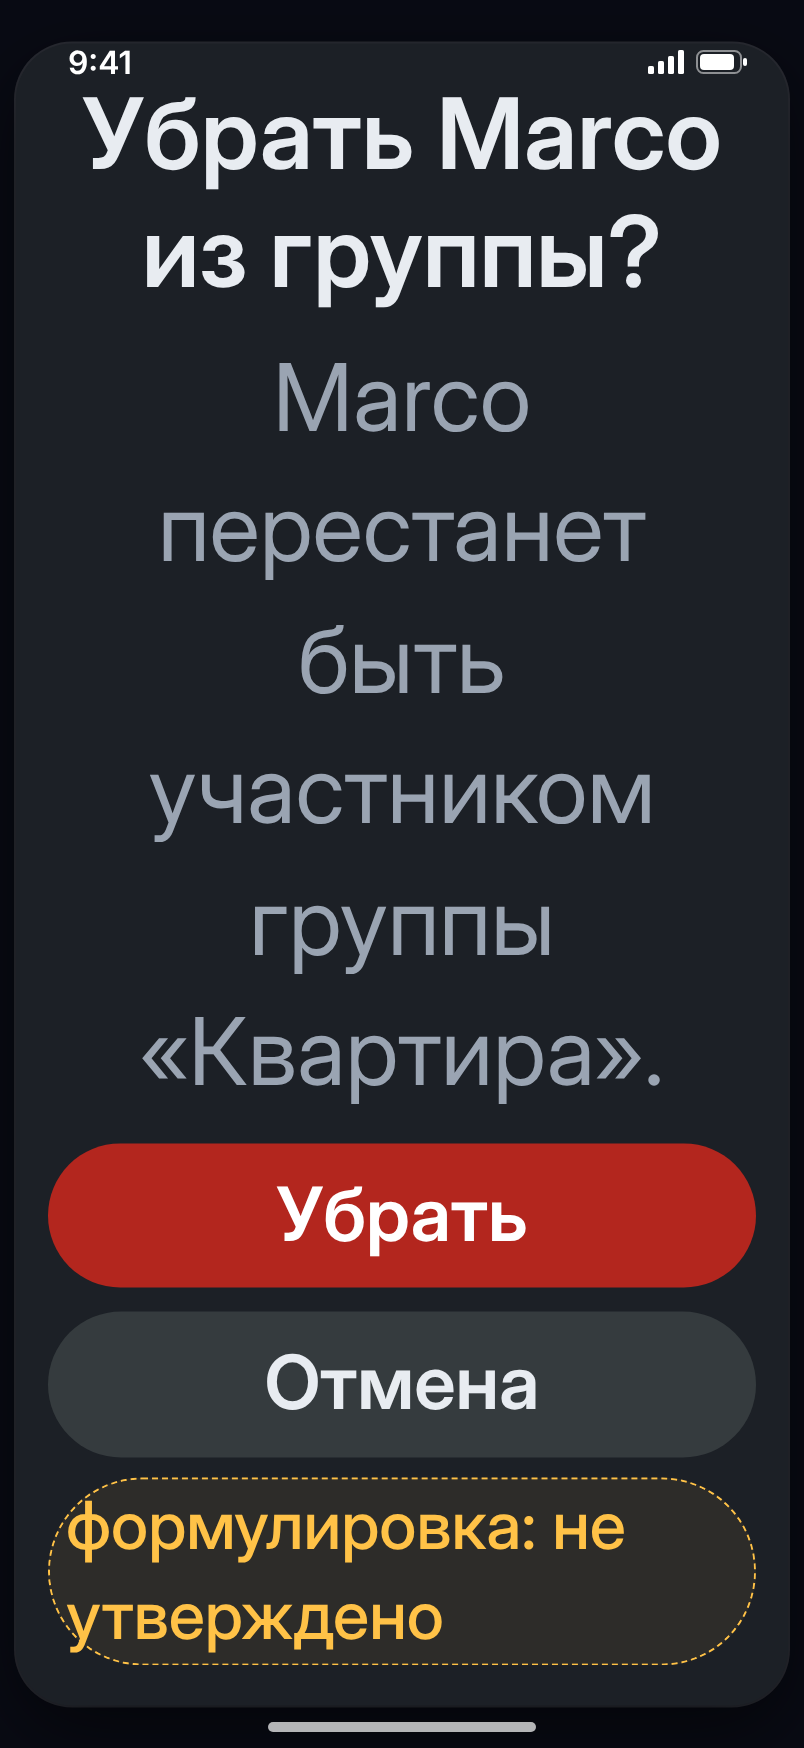 9:41
Убрать Marco
из группы?
Marco
перестанет
быть
участником
группы
«Квартира».
Убрать
Отмена
формулировка: не
утверждено